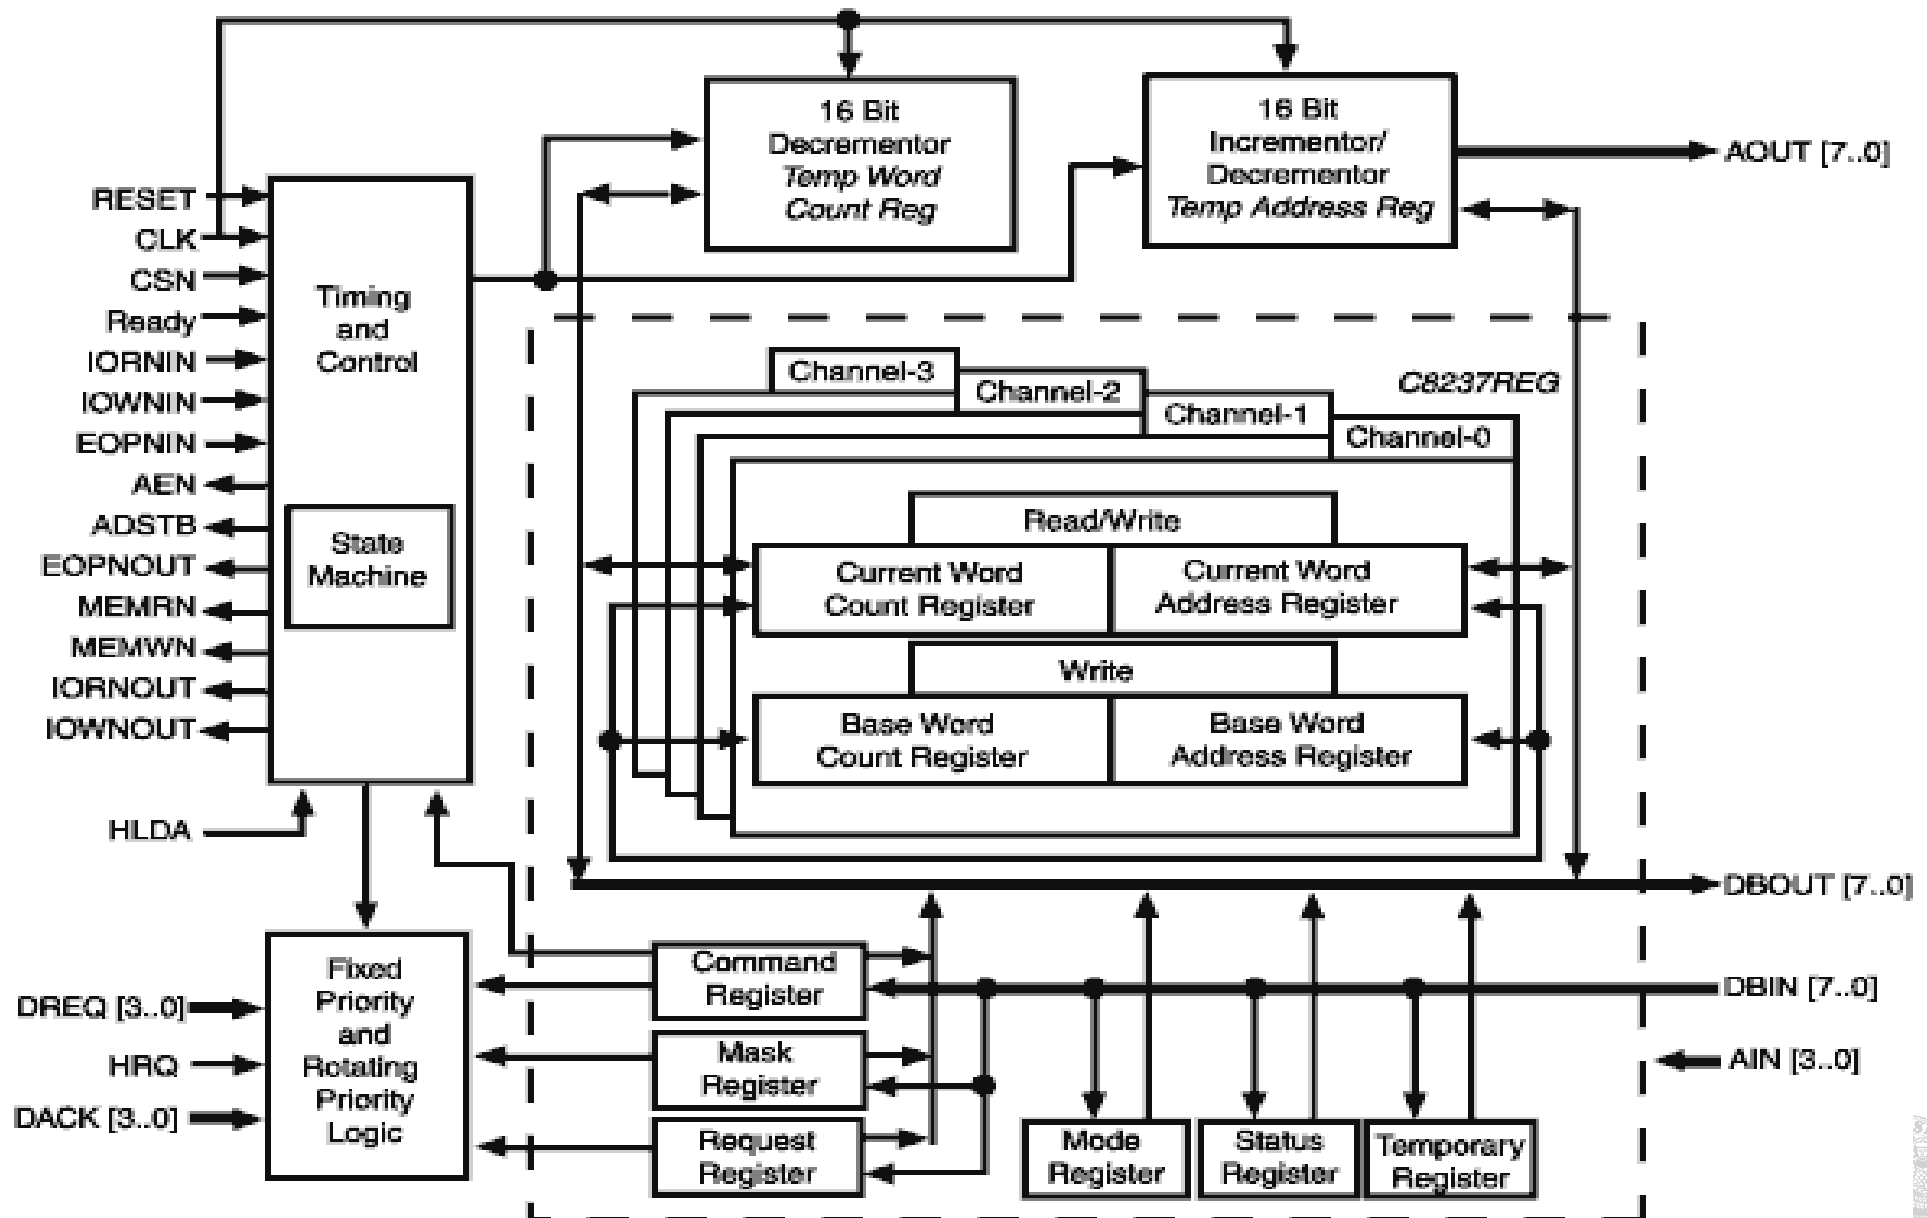 16 Bit
Decrementor
Temp Word
Count Reg
16 Bit
Incrementor/
Decrementor
Temp Address Reg
AOUT [7..0]
RESET
CLK
CSN
Ready
IORNIN
IOWNIN
EOPNIN
AEN
ADSTB
EOPNOUT
MEMRN
MEMWN
IORNOUT
IOWNOUT
Timing
and
Control
State
Machine
HLDA
C8237REG
Channel-3
Channel-2
Channel-1
Channel-0
Read/Write
Current Word
Count Register
Current Word
Address Register
Write
Base Word
Count Register
Base Word
Address Register
DBOUT [7..0]
DBIN [7..0]
AIN [3..0]
DREQ [3..0]
HRQ
DACK [3..0]
Fixed
Priority
and
Rotating
Priority
Logic
Command
Register
Mask
Register
Request
Register
Mode
Register
Status
Register
Temporary
Register